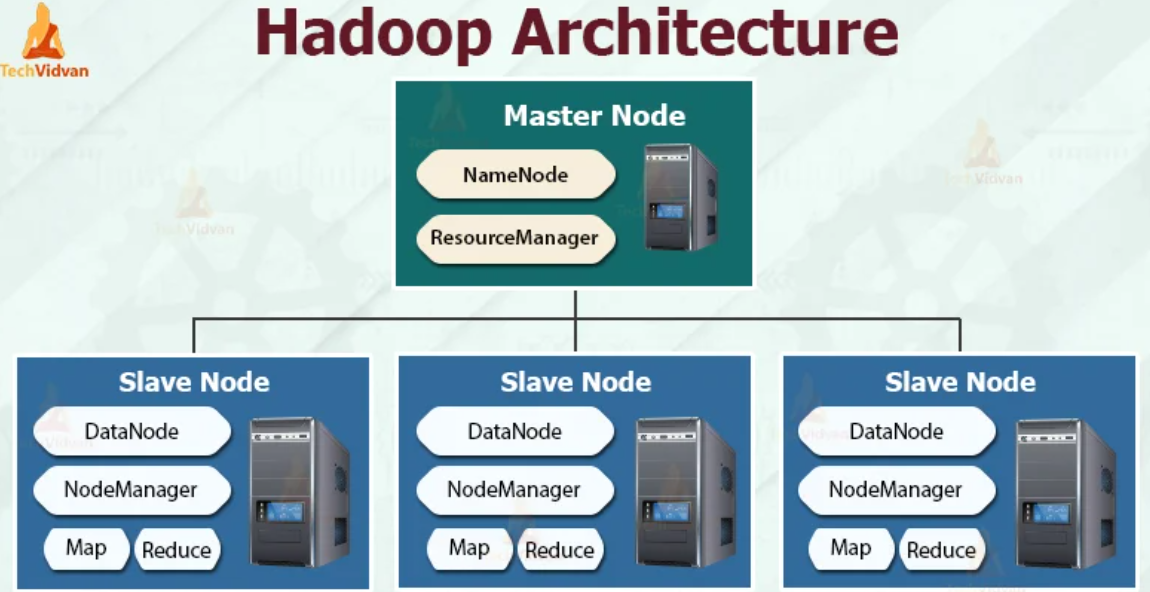 Hadoop Architecture
TechVidvan
Master Node
NameNode
ResourceManager
Slave Node
DataNode
NodeManager
Map
Reduce
Slave Node
DataNode
NodeManager
Map
Reduce
Slave Node
DataNode
NodeManager
Map
Reduce